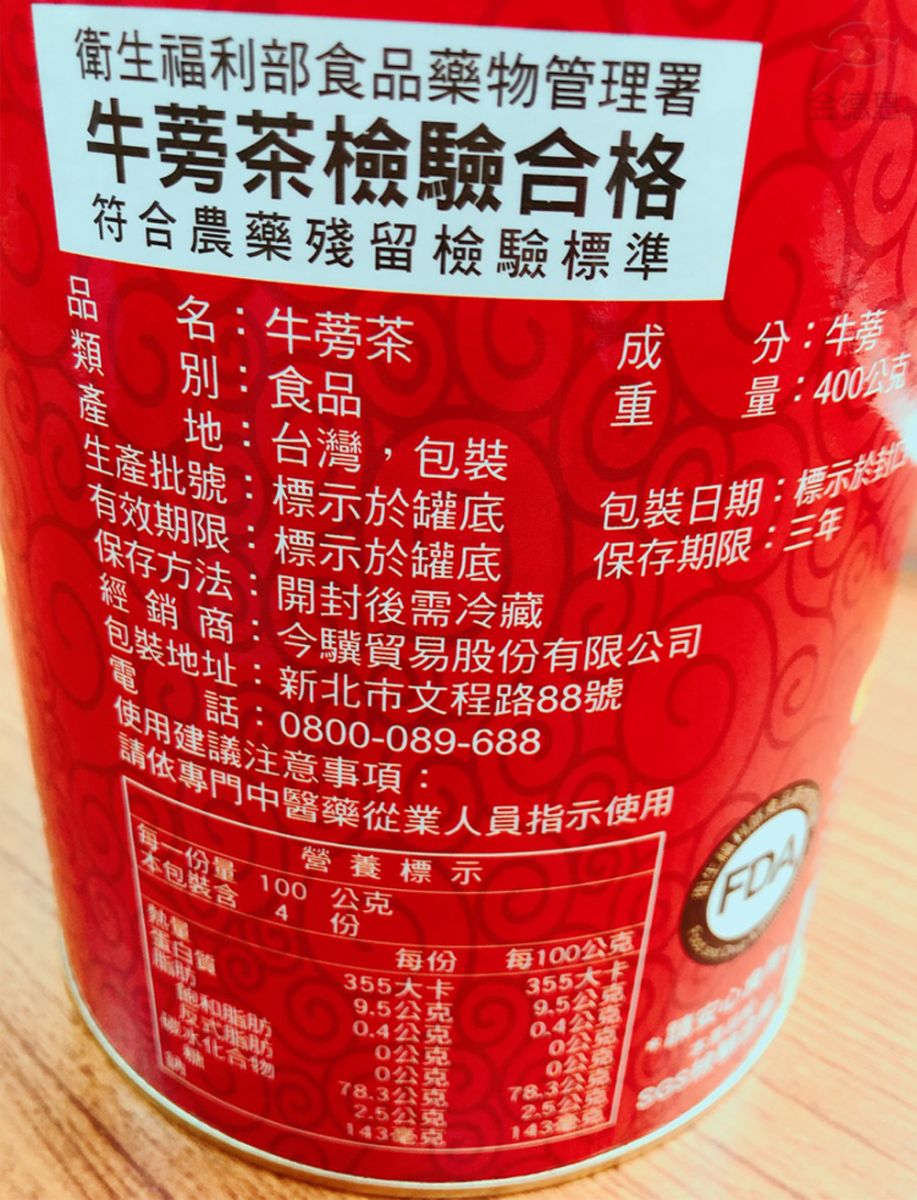 金德恩
衛生福利部食品藥物管理署
牛蒡茶檢驗合格
符合農藥殘留檢驗標準
品名：牛蒡茶 成分：牛蒡
類別：食品 重量：400公克
產地：台灣，包裝
生產批號：標示於罐底 包裝日期：標示於封口
有效期限：標示於罐底 保存期限：三年
保存方法：開封後需冷藏
經銷商：今驥貿易股份有限公司
包裝地址：新北市文程路88號
電話：0800-089-688
使用建議注意事項：
請依專門中醫藥從業人員指示使用
營養標示
每一份量 100 公克
本包裝含 4 份
每份 每100公克
熱量 355大卡 355大卡
蛋白質 9.5公克 9.5公克
脂肪 0.4公克 0.4公克
飽和脂肪 0公克 0公克
反式脂肪 0公克 0公克
碳水化合物 78.3公克 78.3公克
糖 2.5公克 2.5公克
鈉 143毫克 143毫克
FDA
SGS